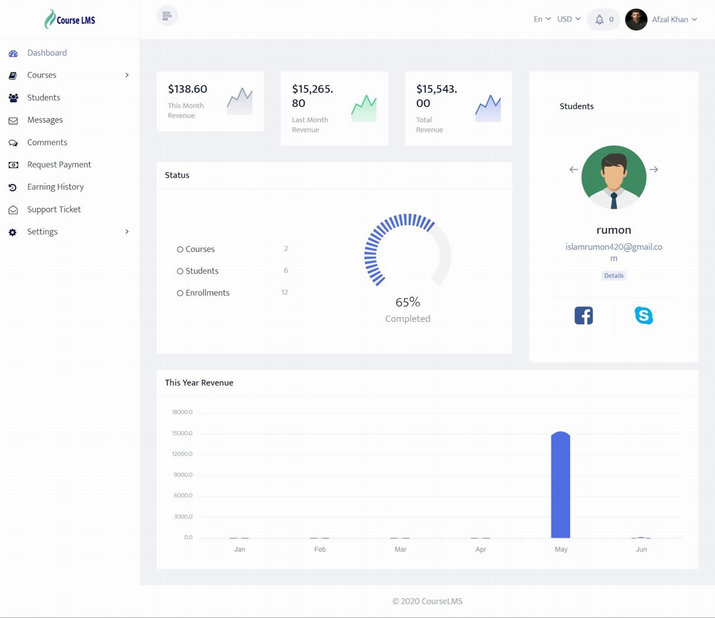 Course LMS
En USD 0 Afzal Khan
Dashboard
Courses
Students
Messages
Comments
Request Payment
Earning History
Support Ticket
Settings
$138.60
This Month
Revenue
$15,265.
80
Last Month
Revenue
$15,543.
00
Total
Revenue
Status
Courses 2
Students 6
Enrollments 12
65%
Completed
Students
rumon
islamrumon420@gmail.co
m
Details
This Year Revenue
18000.0
15000.0
12000.0
9000.0
6000.0
3000.0
0.0
Jan Feb Mar Apr May Jun
© 2020 CourseLMS